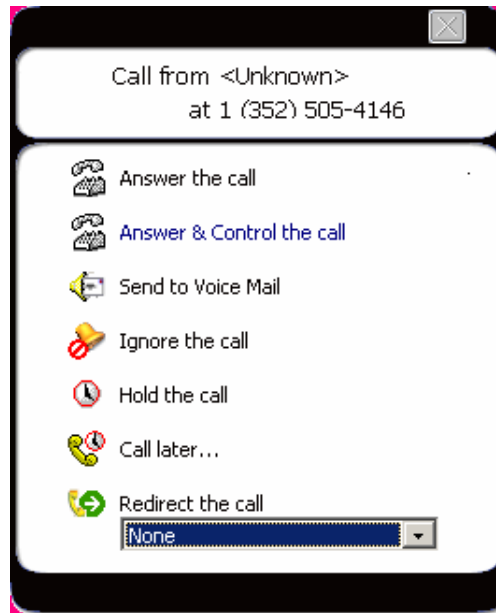 Call from <Unknown>
at 1 (352) 505-4146
Answer the call
Answer & Control the call
Send to Voice Mail
Ignore the call
Hold the call
Call later...
Redirect the call
None